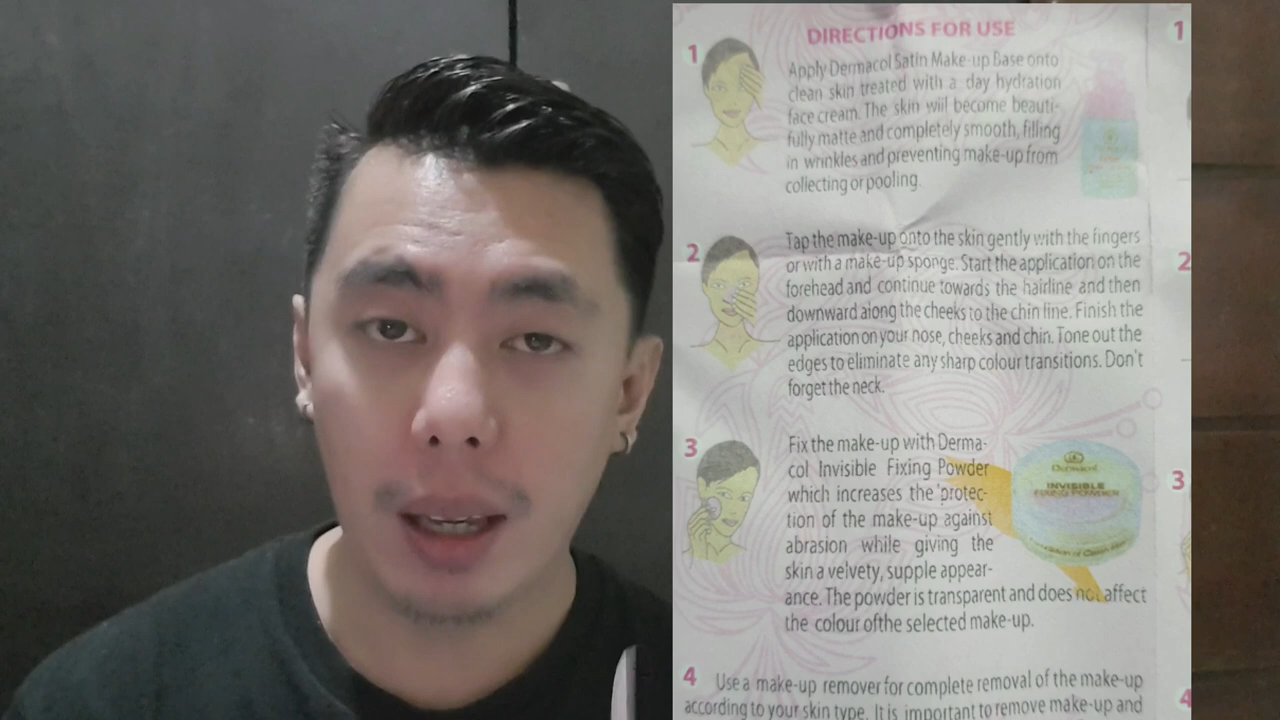 DIRECTIONS FOR USE
1
Apply Dermacol Satin Make-up Base onto
clean skin treated with a day hydration
face cream. The skin will become beauti-
fully matte and completely smooth, filling
in wrinkles and preventing make-up from
collecting or pooling.
2
Tap the make-up onto the skin gently with the fingers
or with a make-up sponge. Start the application on the
forehead and continue towards the hairline and then
downward along the cheeks to the chin line. Finish the
application on your nose, cheeks and chin. Tone out the
edges to eliminate any sharp colour transitions. Don't
forget the neck.
3
Fix the make-up with Derma-
col Invisible Fixing Powder
which increases the protec-
tion of the make-up against
abrasion while giving the
skin a velvety, supple appear-
ance. The powder is transparent and does not affect
the colour ofthe selected make-up.
Dermacol
INVISIBLE
FIXING POWDER
4
Use a make-up remover for complete removal of the make-up
according to your skin type. It is important to remove make-up and
1
2
3
4